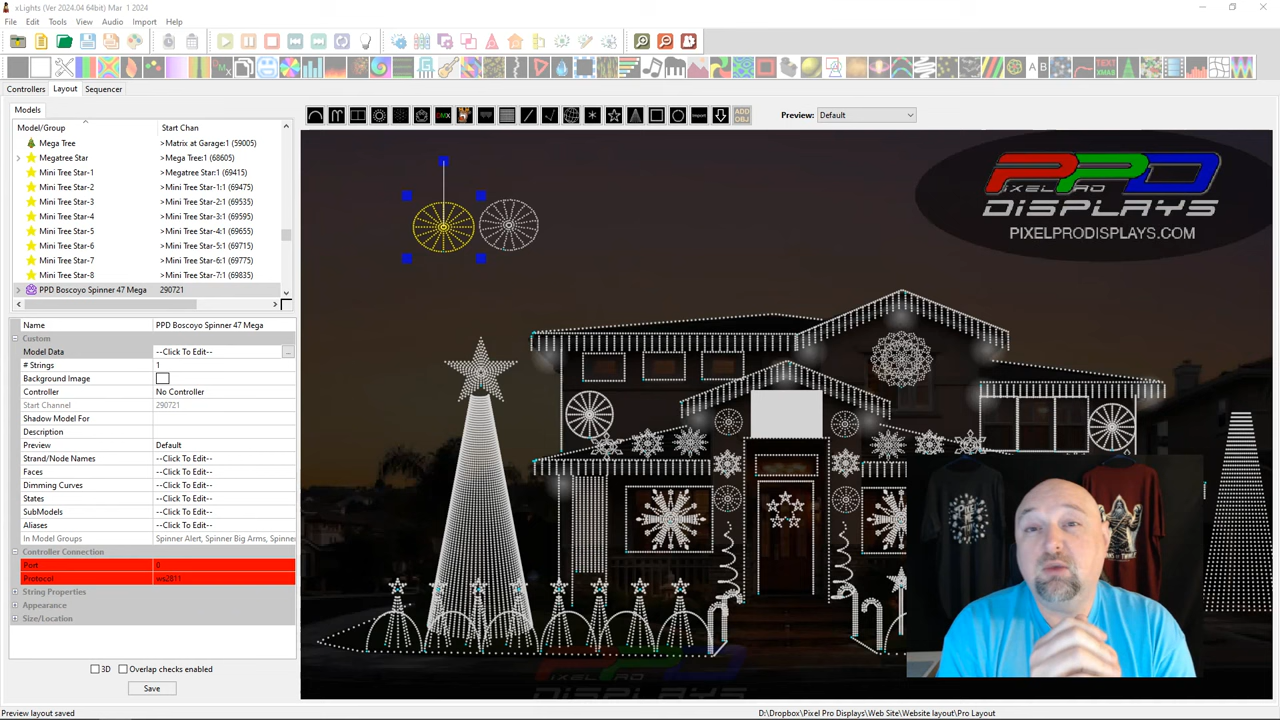 xLights (Ver 2024.04 64bit) Mar 1 2024
File Edit Tools View Audio Import Help
Controllers Layout Sequencer
Models
Preview: Default
Model/Group Start Chan
Mega Tree >Matrix at Garage:1 (59005)
Megatree Star >Mega Tree:1 (68605)
Mini Tree Star-1 >Megatree Star:1 (69415)
Mini Tree Star-2 >Mini Tree Star-1:1 (69475)
Mini Tree Star-3 >Mini Tree Star-2:1 (69535)
Mini Tree Star-4 >Mini Tree Star-3:1 (69595)
Mini Tree Star-5 >Mini Tree Star-4:1 (69655)
Mini Tree Star-6 >Mini Tree Star-5:1 (69715)
Mini Tree Star-7 >Mini Tree Star-6:1 (69775)
Mini Tree Star-8 >Mini Tree Star-7:1 (69835)
PPD Boscoyo Spinner 47 Mega 290721
Name PPD Boscoyo Spinner 47 Mega
Custom
Model Data --Click To Edit-- ...
# Strings 1
Background Image
Controller No Controller
Start Channel 290721
Shadow Model For
Description
Preview Default
Strand/Node Names --Click To Edit--
Faces --Click To Edit--
Dimming Curves --Click To Edit--
States --Click To Edit--
SubModels --Click To Edit--
Aliases --Click To Edit--
In Model Groups Spinner Alert, Spinner Big Arms, Spinner
Controller Connection
Port 0
Protocol ws2811
String Properties
Appearance
Size/Location
3D Overlap checks enabled
Save
Preview layout saved D:\Dropbox\Pixel Pro Displays\Web Site\Website layout\Pro Layout
DMX
Import
ADD OBJ
PIXEL PRO DISPLAYS
PIXELPRODISPLAYS.COM